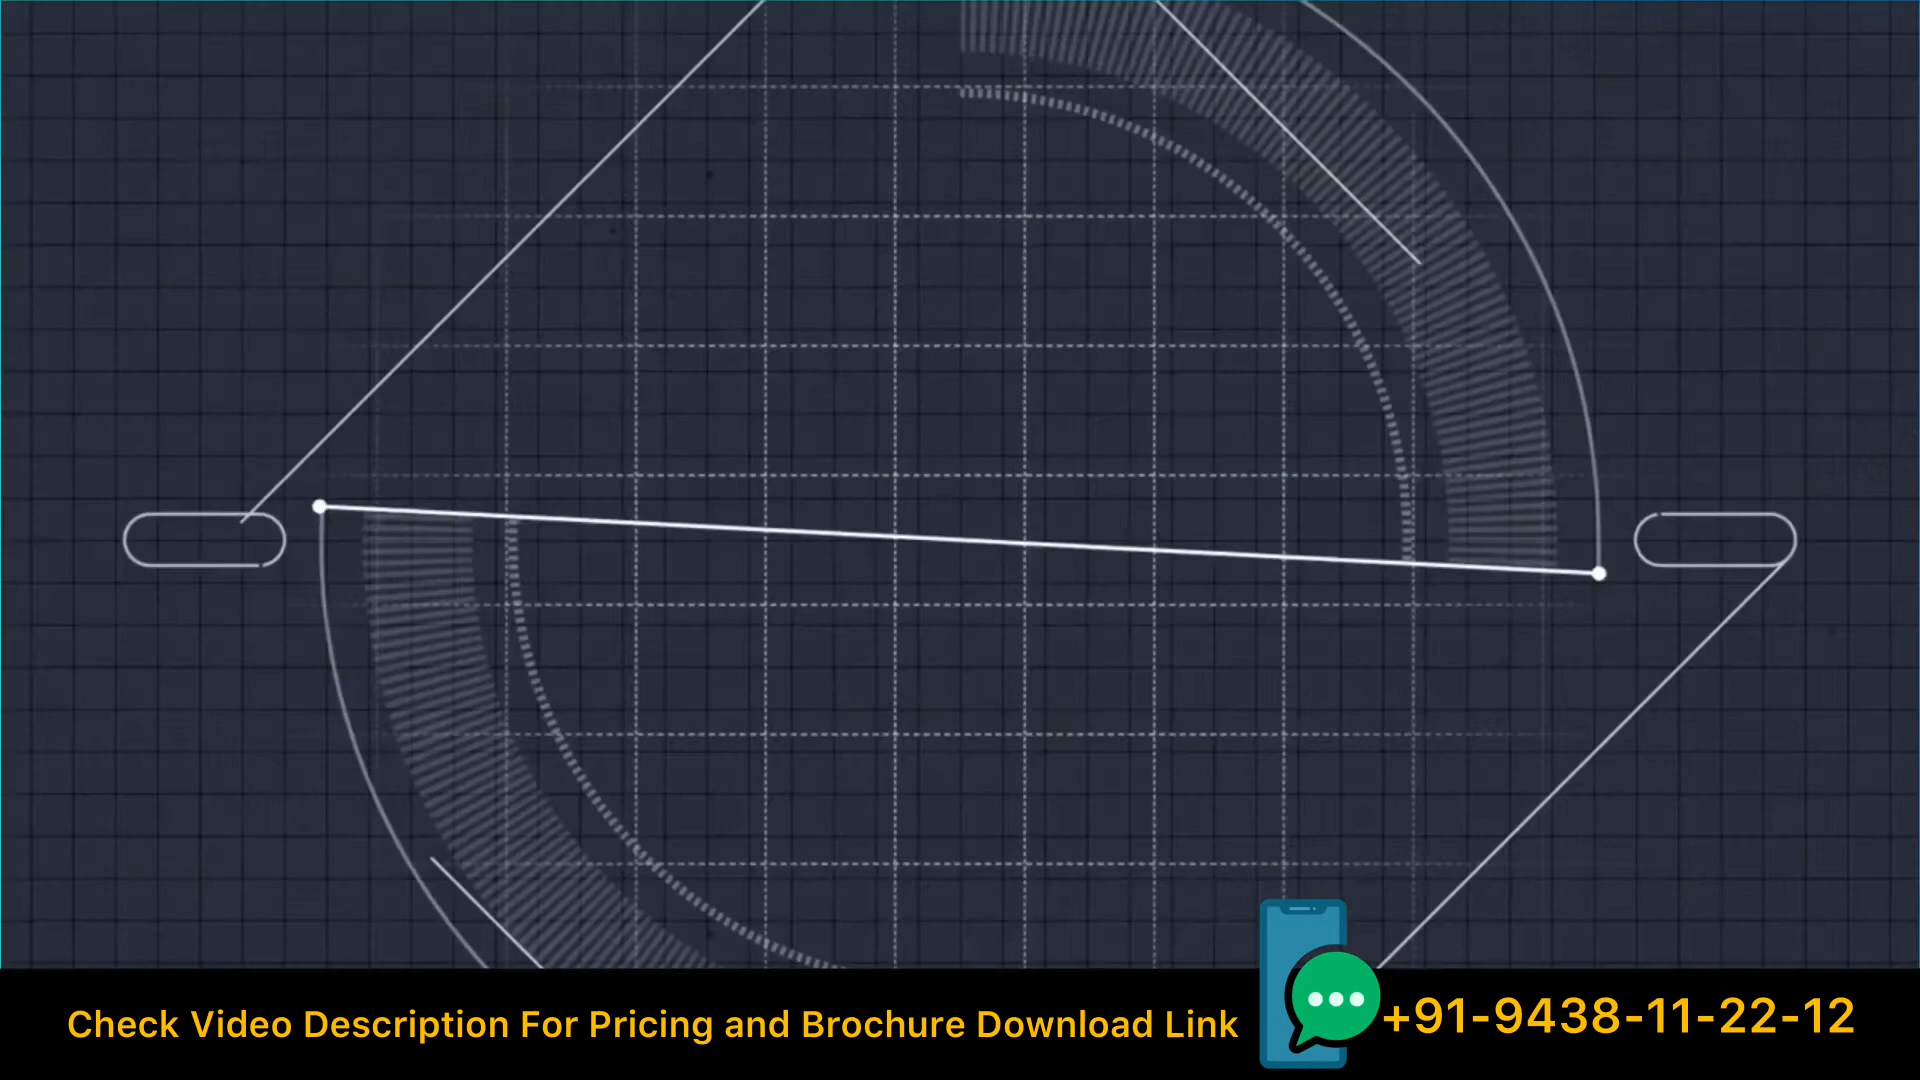 Check Video Description For Pricing and Brochure Download Link
+91-9438-11-22-12